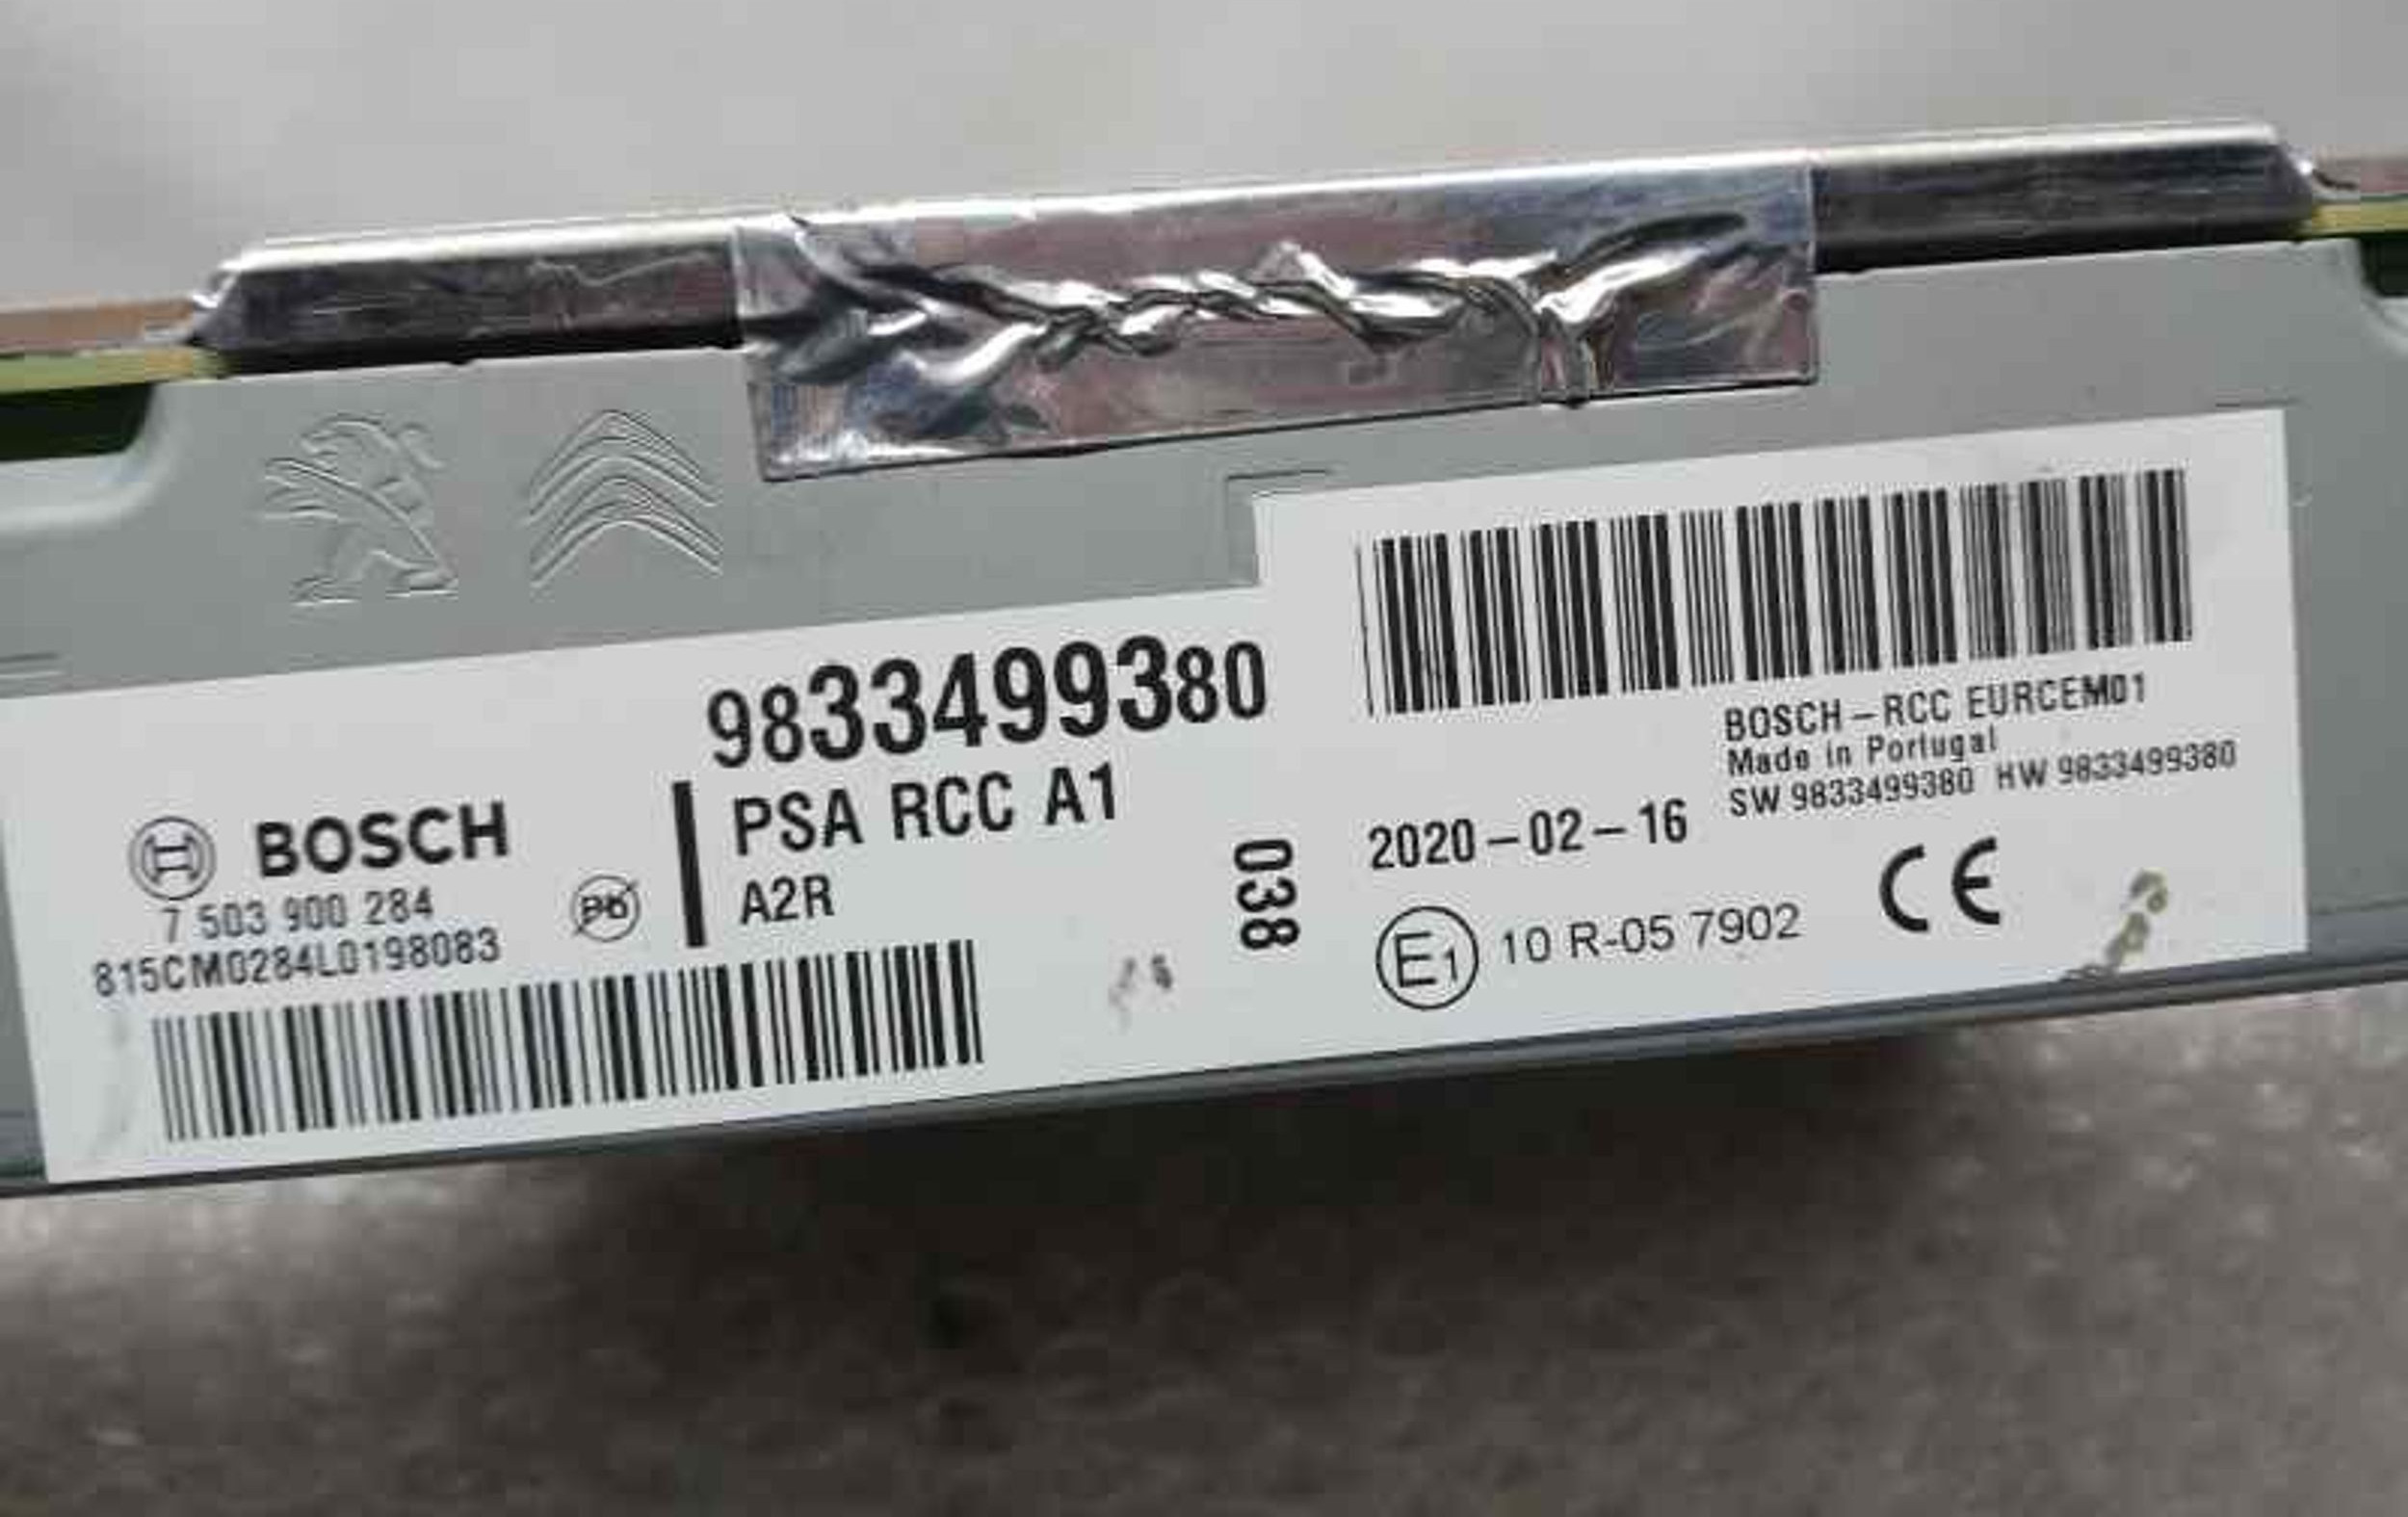 9833499380
PSA RCC A1
A2R
BOSCH
7 503 900 284
815CM0284L0198083
Pb
038
BOSCH-RCC EURCEM01
Made in Portugal
SW 9833499380 HW 9833499380
2020-02-16
E1 10 R-05 7902
CE